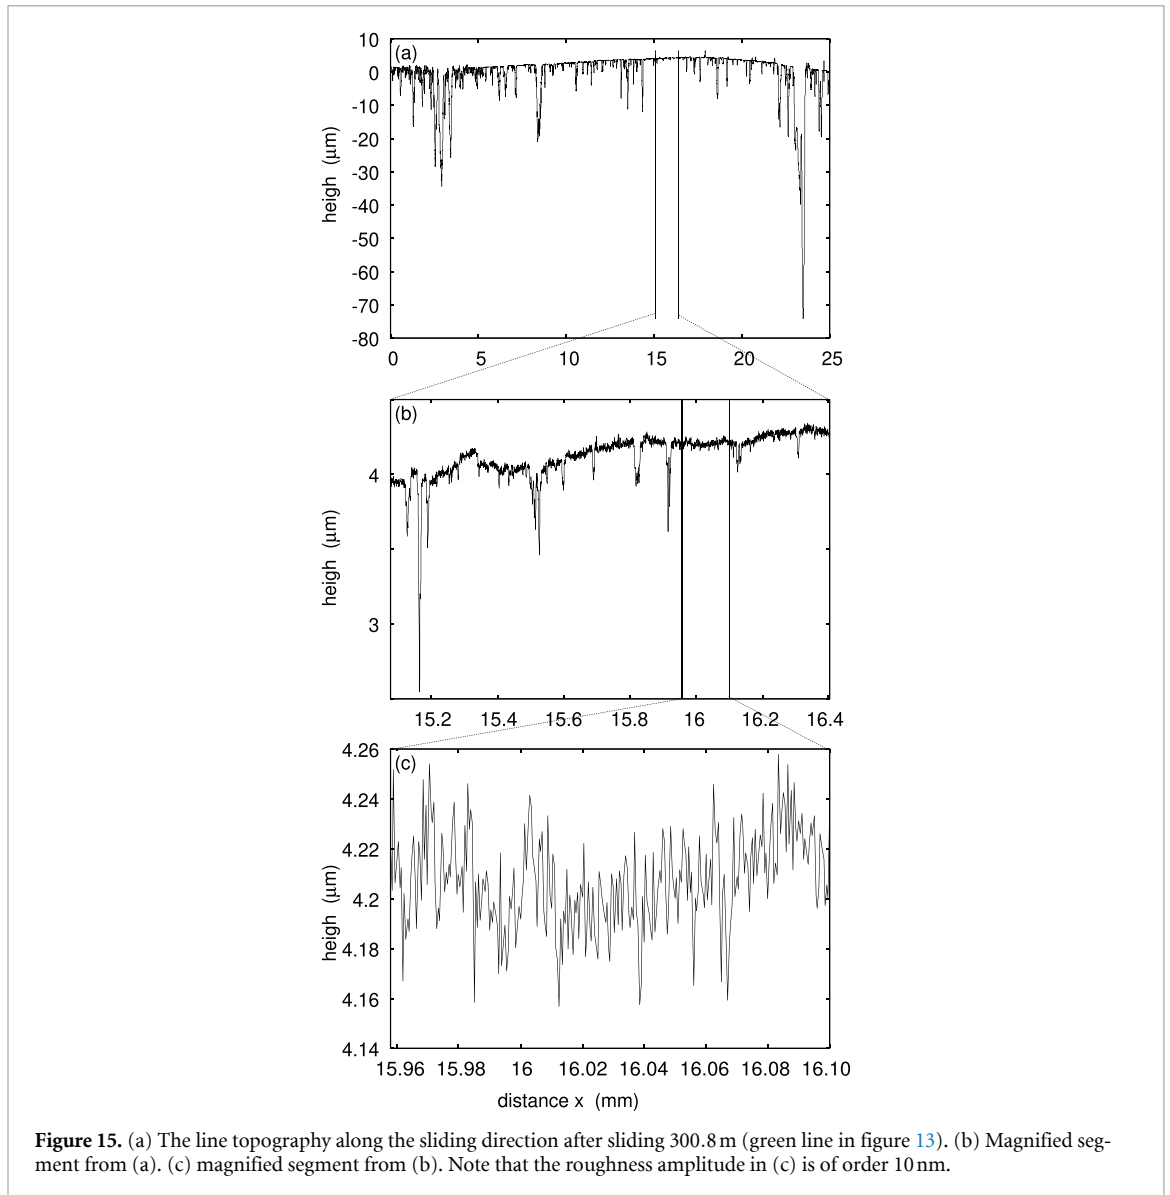 (a)
10
0
-10
-20
-30
-40
-50
-60
-70
-80
heigh (μm)
0 5 10 15 20 25
(b)
4
3
heigh (μm)
15.2 15.4 15.6 15.8 16 16.2 16.4
(c)
4.26
4.24
4.22
4.2
4.18
4.16
4.14
heigh (μm)
15.96 15.98 16 16.02 16.04 16.06 16.08 16.10
distance x (mm)
Figure 15. (a) The line topography along the sliding direction after sliding 300.8 m (green line in figure 13). (b) Magnified seg-
ment from (a). (c) magnified segment from (b). Note that the roughness amplitude in (c) is of order 10 nm.